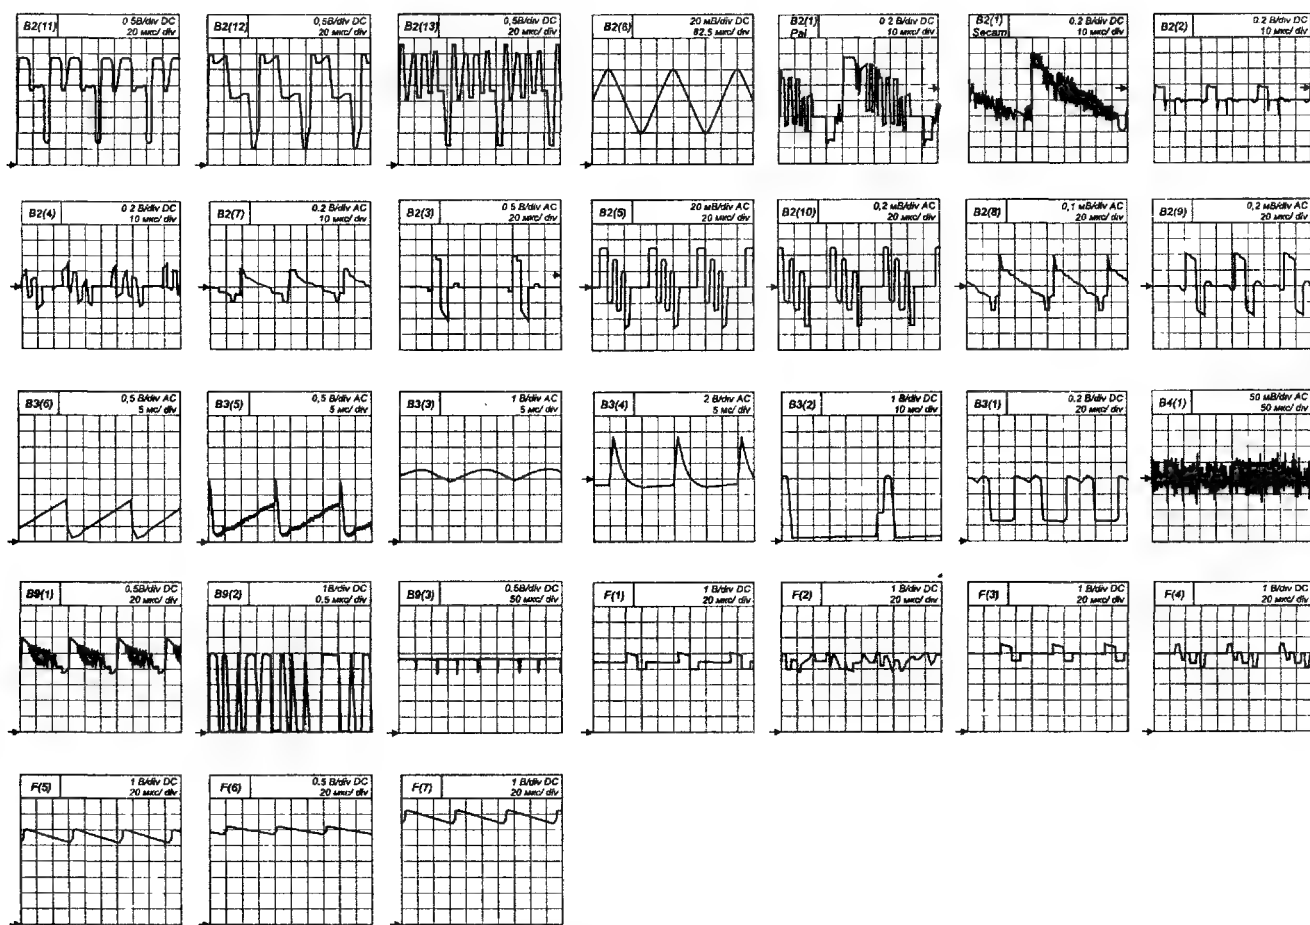 B2(11) 0 5B/div DC
20 мкс/ div
B2(12) 0,5B/div DC
20 мкс/ div
B2(13) 0,5B/div DC
20 мкс/ div
B2(6) 20 мВ/div DC
62.5 мкс/ div
B2(1) 0 2 B/div DC
Pal 10 мкс/ div
B2(1) 0.2 B/div DC
Secam 10 мкс/ div
B2(2) 0.2 B/div DC
10 мкс/ div
B2(4) 0 2 B/div DC
10 мкс/ div
B2(7) 0.2 B/div AC
10 мкс/ div
B2(3) 0 5 B/div AC
20 мкс/ div
B2(5) 20 мВ/div AC
20 мкс/ div
B2(10) 0,2 мВ/div AC
20 мкс/ div
B2(8) 0,1 мВ/div AC
20 мкс/ div
B2(9) 0,2 мВ/div AC
20 мкс/ div
B3(6) 0,5 B/div AC
5 мс/ div
B3(5) 0,5 B/div AC
5 мс/ div
B3(3) 1 B/div AC
5 мс/ div
B3(4) 2 B/div AC
5 мс/ div
B3(2) 1 B/div DC
10 мс/ div
B3(1) 0.2 B/div DC
20 мкс/ div
B4(1) 50 мВ/div AC
50 мкс/ div
B9(1) 0.5B/div DC
20 мкс/ div
B9(2) 1B/div DC
0.5 мкс/ div
B9(3) 0.5B/div DC
50 мкс/ div
F(1) 1 B/div DC
20 мкс/ div
F(2) 1 B/div DC
20 мкс/ div
F(3) 1 B/div DC
20 мкс/ div
F(4) 1 B/div DC
20 мкс/ div
F(5) 1 B/div DC
20 мкс/ div
F(6) 0.5 B/div DC
20 мкс/ div
F(7) 1 B/div DC
20 мкс/ div